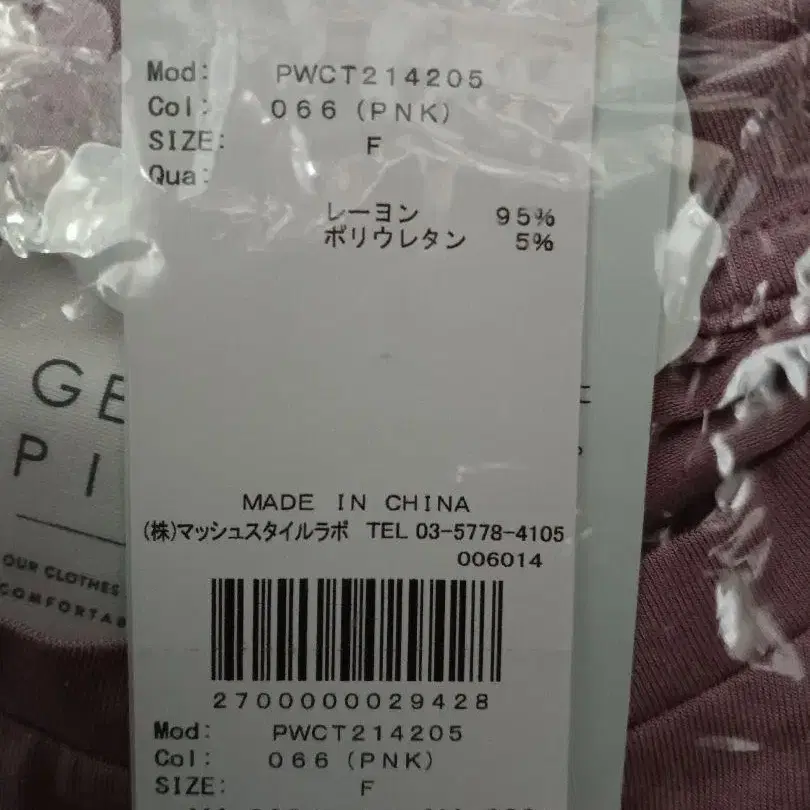 Mod: PWCT214205
Col: 066 (PNK)
SIZE: F
Qua:
レーヨン 95%
ポリウレタン 5%
GE
PI
OUR CLOTHES
MADE IN CHINA
(株)マッシュスタイルラボ TEL 03-5778-4105
006014
2700000029428
Mod: PWCT214205
Col: 066 (PNK)
SIZE: F